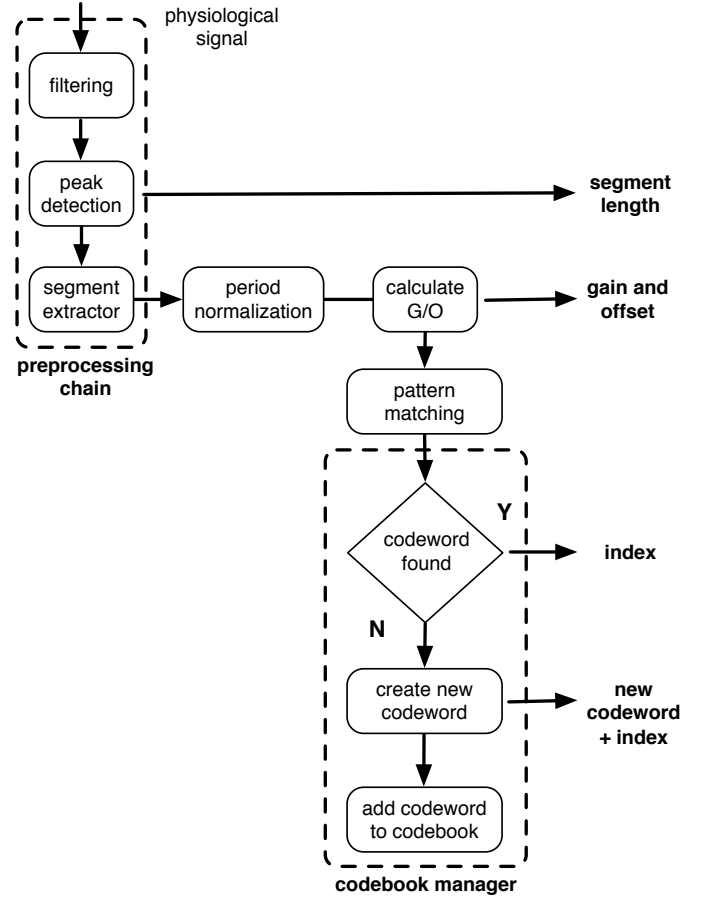 physiological
signal
filtering
peak
detection
segment
length
segment
extractor
period
normalization
calculate
G/O
gain and
offset
preprocessing
chain
pattern
matching
Y
codeword
found
index
N
create new
codeword
new
codeword
+ index
add codeword
to codebook
codebook manager